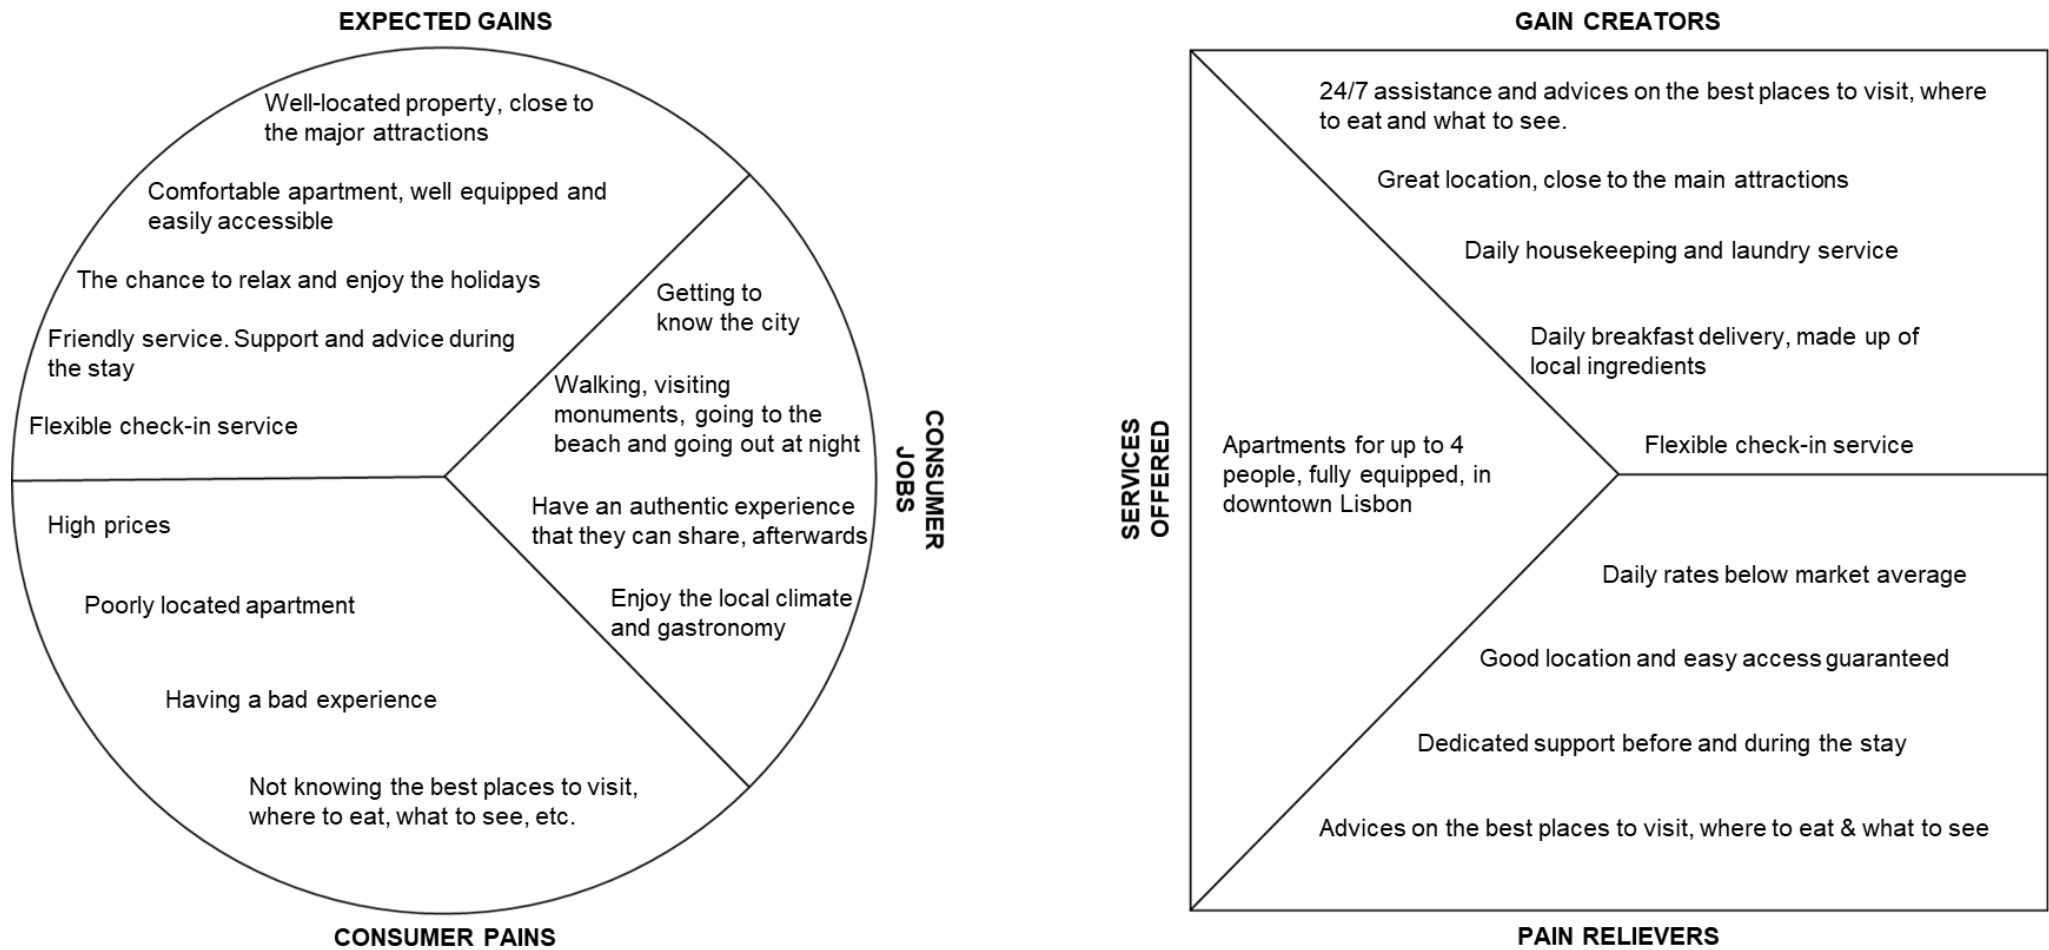 EXPECTED GAINS
Well-located property, close to
the major attractions
Comfortable apartment, well equipped and
easily accessible
The chance to relax and enjoy the holidays
Friendly service. Support and advice during
the stay
Flexible check-in service
Getting to
know the city
Walking, visiting
monuments, going to the
beach and going out at night
Have an authentic experience
that they can share, afterwards
Enjoy the local climate
and gastronomy
CONSUMER
JOBS
High prices
Poorly located apartment
Having a bad experience
Not knowing the best places to visit,
where to eat, what to see, etc.
CONSUMER PAINS
GAIN CREATORS
24/7 assistance and advices on the best places to visit, where
to eat and what to see.
Great location, close to the main attractions
Daily housekeeping and laundry service
Daily breakfast delivery, made up of
local ingredients
Flexible check-in service
SERVICES
OFFERED
Apartments for up to 4
people, fully equipped, in
downtown Lisbon
Daily rates below market average
Good location and easy access guaranteed
Dedicated support before and during the stay
Advices on the best places to visit, where to eat & what to see
PAIN RELIEVERS